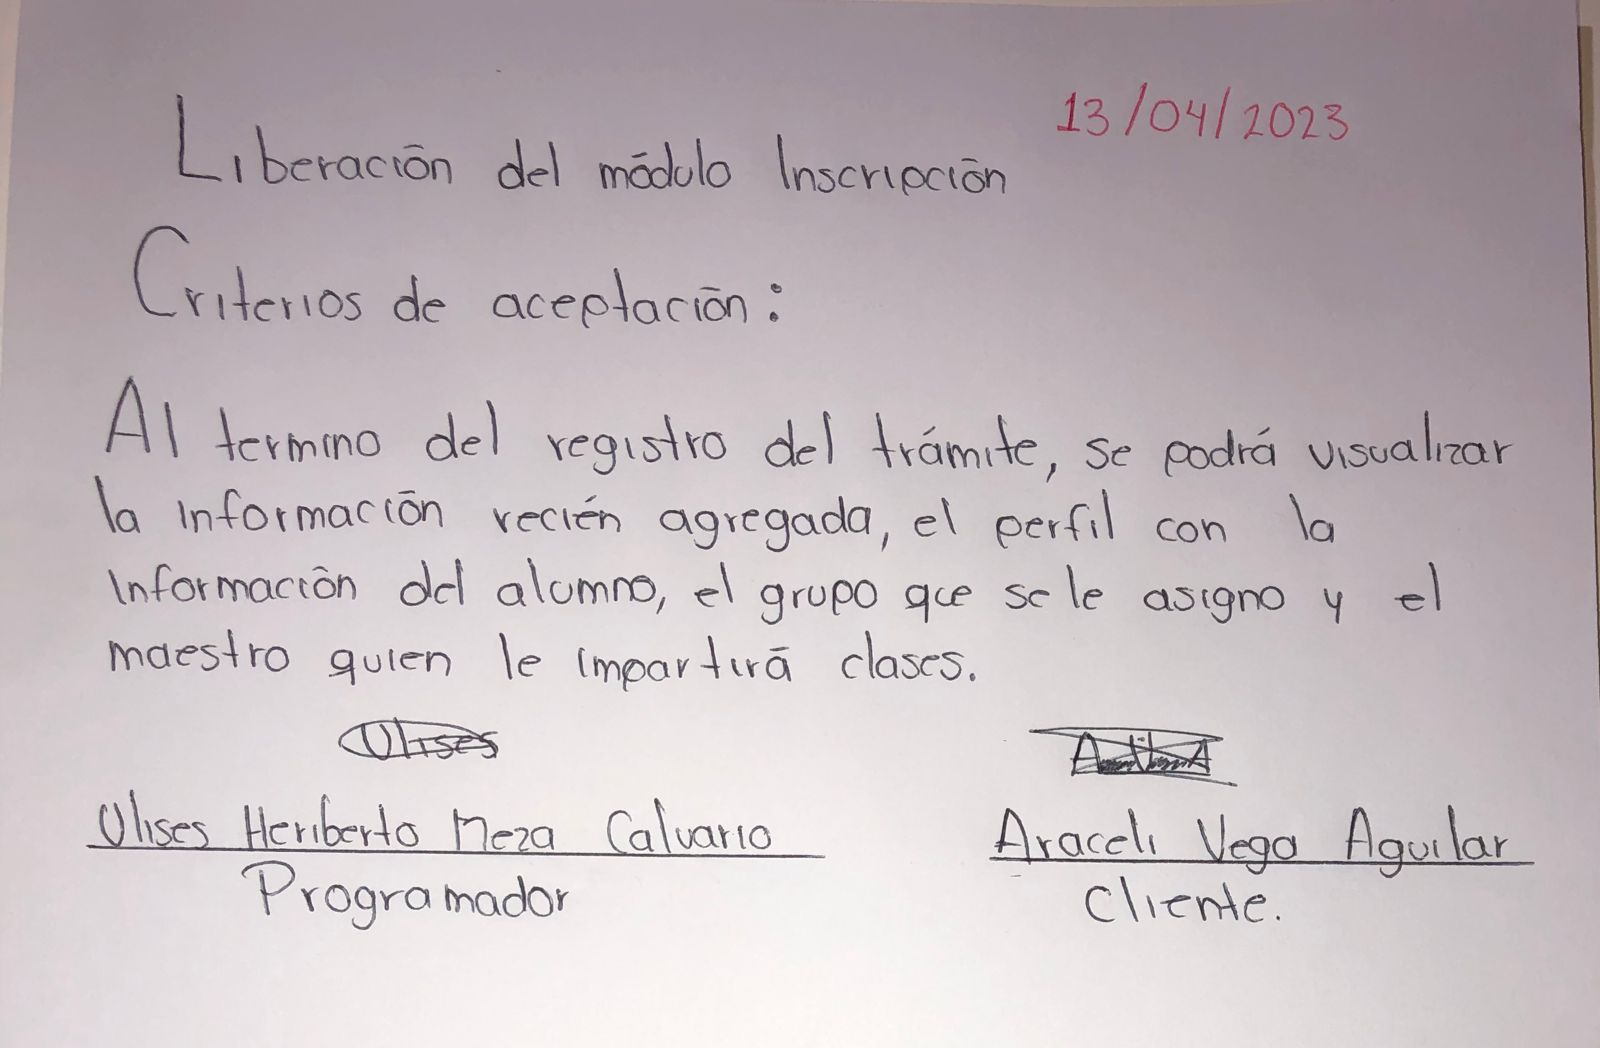 13/04/2023
Liberación del módulo Inscripción
Criterios de aceptación:
Al termino del registro del trámite, se podrá visualizar
la información recién agregada, el perfil con la
información del alumno, el grupo que se le asigno y el
maestro quien le impartirá clases.
Ulises
Ulises Heriberto Meza Calvario
Araceli Vega Aguilar
Programador
Cliente.